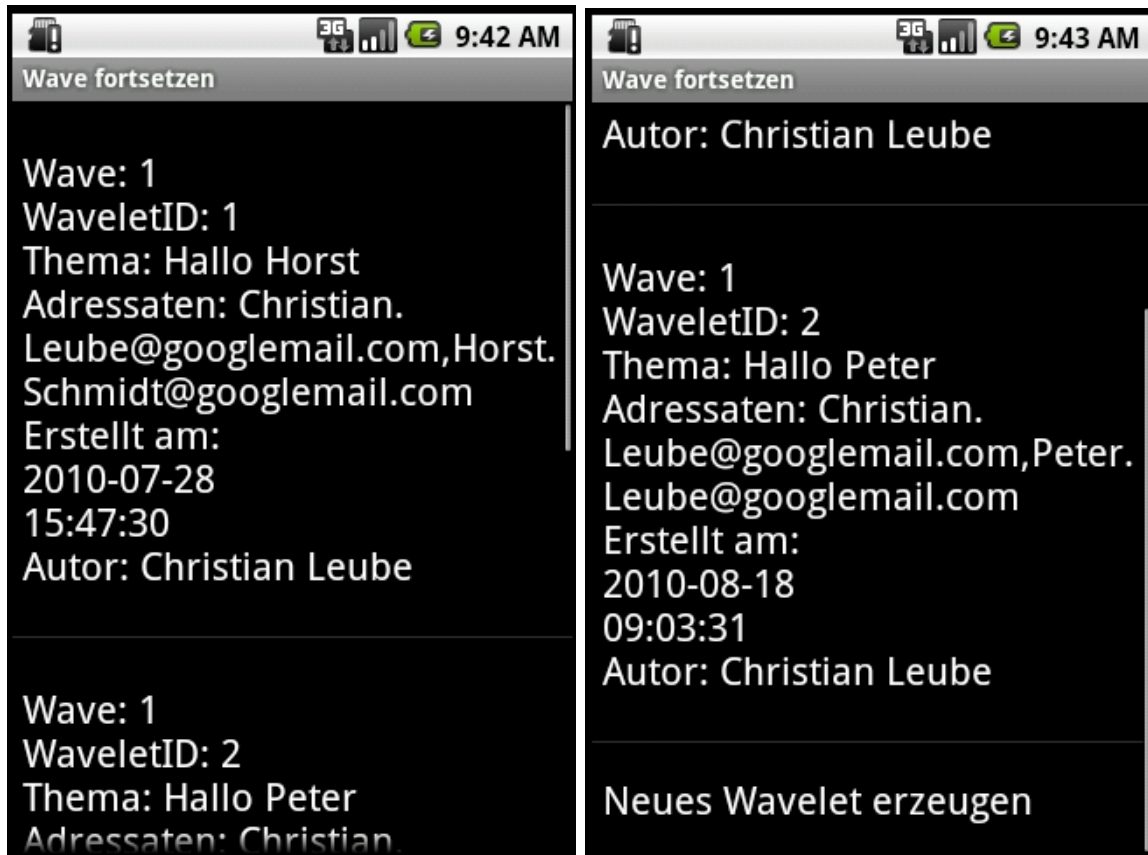 3G 9:42 AM
Wave fortsetzen
Wave: 1
WaveletID: 1
Thema: Hallo Horst
Adressaten: Christian.
Leube@googlemail.com,Horst.
Schmidt@googlemail.com
Erstellt am:
2010-07-28
15:47:30
Autor: Christian Leube
Wave: 1
WaveletID: 2
Thema: Hallo Peter
Adressaten: Christian.
3G 9:43 AM
Wave fortsetzen
Autor: Christian Leube
Wave: 1
WaveletID: 2
Thema: Hallo Peter
Adressaten: Christian.
Leube@googlemail.com,Peter.
Leube@googlemail.com
Erstellt am:
2010-08-18
09:03:31
Autor: Christian Leube
Neues Wavelet erzeugen